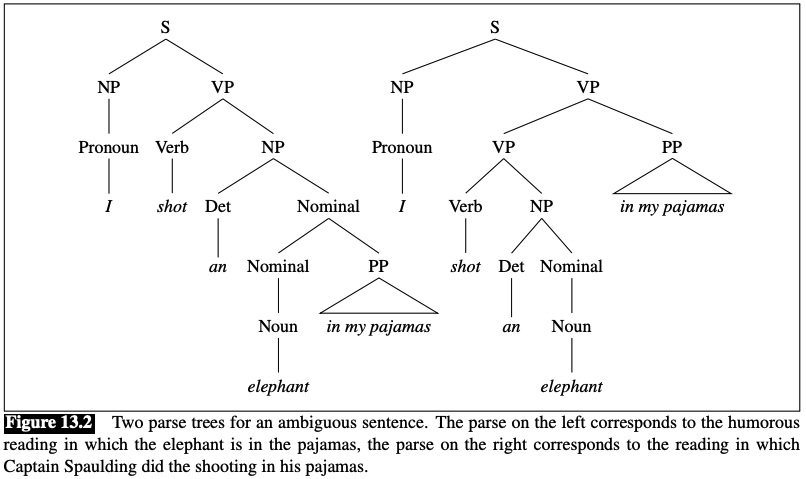 S S
NP VP NP VP
Pronoun Verb NP Pronoun VP PP
I shot Det Nominal I Verb NP in my pajamas
an Nominal PP shot Det Nominal
Noun in my pajamas an Noun
elephant elephant
Figure 13.2 Two parse trees for an ambiguous sentence. The parse on the left corresponds to the humorous
reading in which the elephant is in the pajamas, the parse on the right corresponds to the reading in which
Captain Spaulding did the shooting in his pajamas.